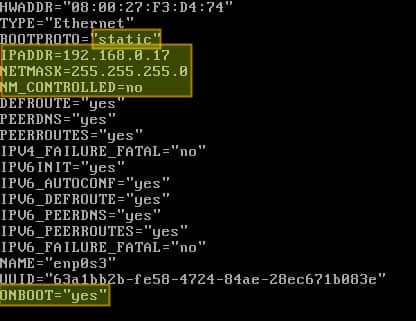 HWADDR="08:00:27:F3:D4:74"
TYPE="Ethernet"
BOOTPROTO="static"
IPADDR=192.168.0.17
NETMASK=255.255.255.0
NM_CONTROLLED=no
DEFROUTE="yes"
PEERDNS="yes"
PEERROUTES="yes"
IPV4_FAILURE_FATAL="no"
IPV6INIT="yes"
IPV6_AUTOCONF="yes"
IPV6_DEFROUTE="yes"
IPV6_PEERDNS="yes"
IPV6_PEERROUTES="yes"
IPV6_FAILURE_FATAL="no"
NAME="enp0s3"
UUID="63a1bb2b-fe58-4724-84ae-28ec671b083e"
ONBOOT="yes"